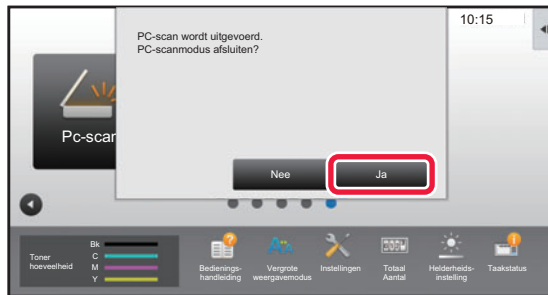 10:15
PC-scan wordt uitgevoerd.
PC-scanmodus afsluiten?
Pc-scan
Nee
Ja
Toner
hoeveelheid
Bk
C
M
Y
Bedienings-
handleiding
Vergrote
weergavemodus
Instellingen
Totaal
Aantal
Helderheids-
instelling
Taakstatus